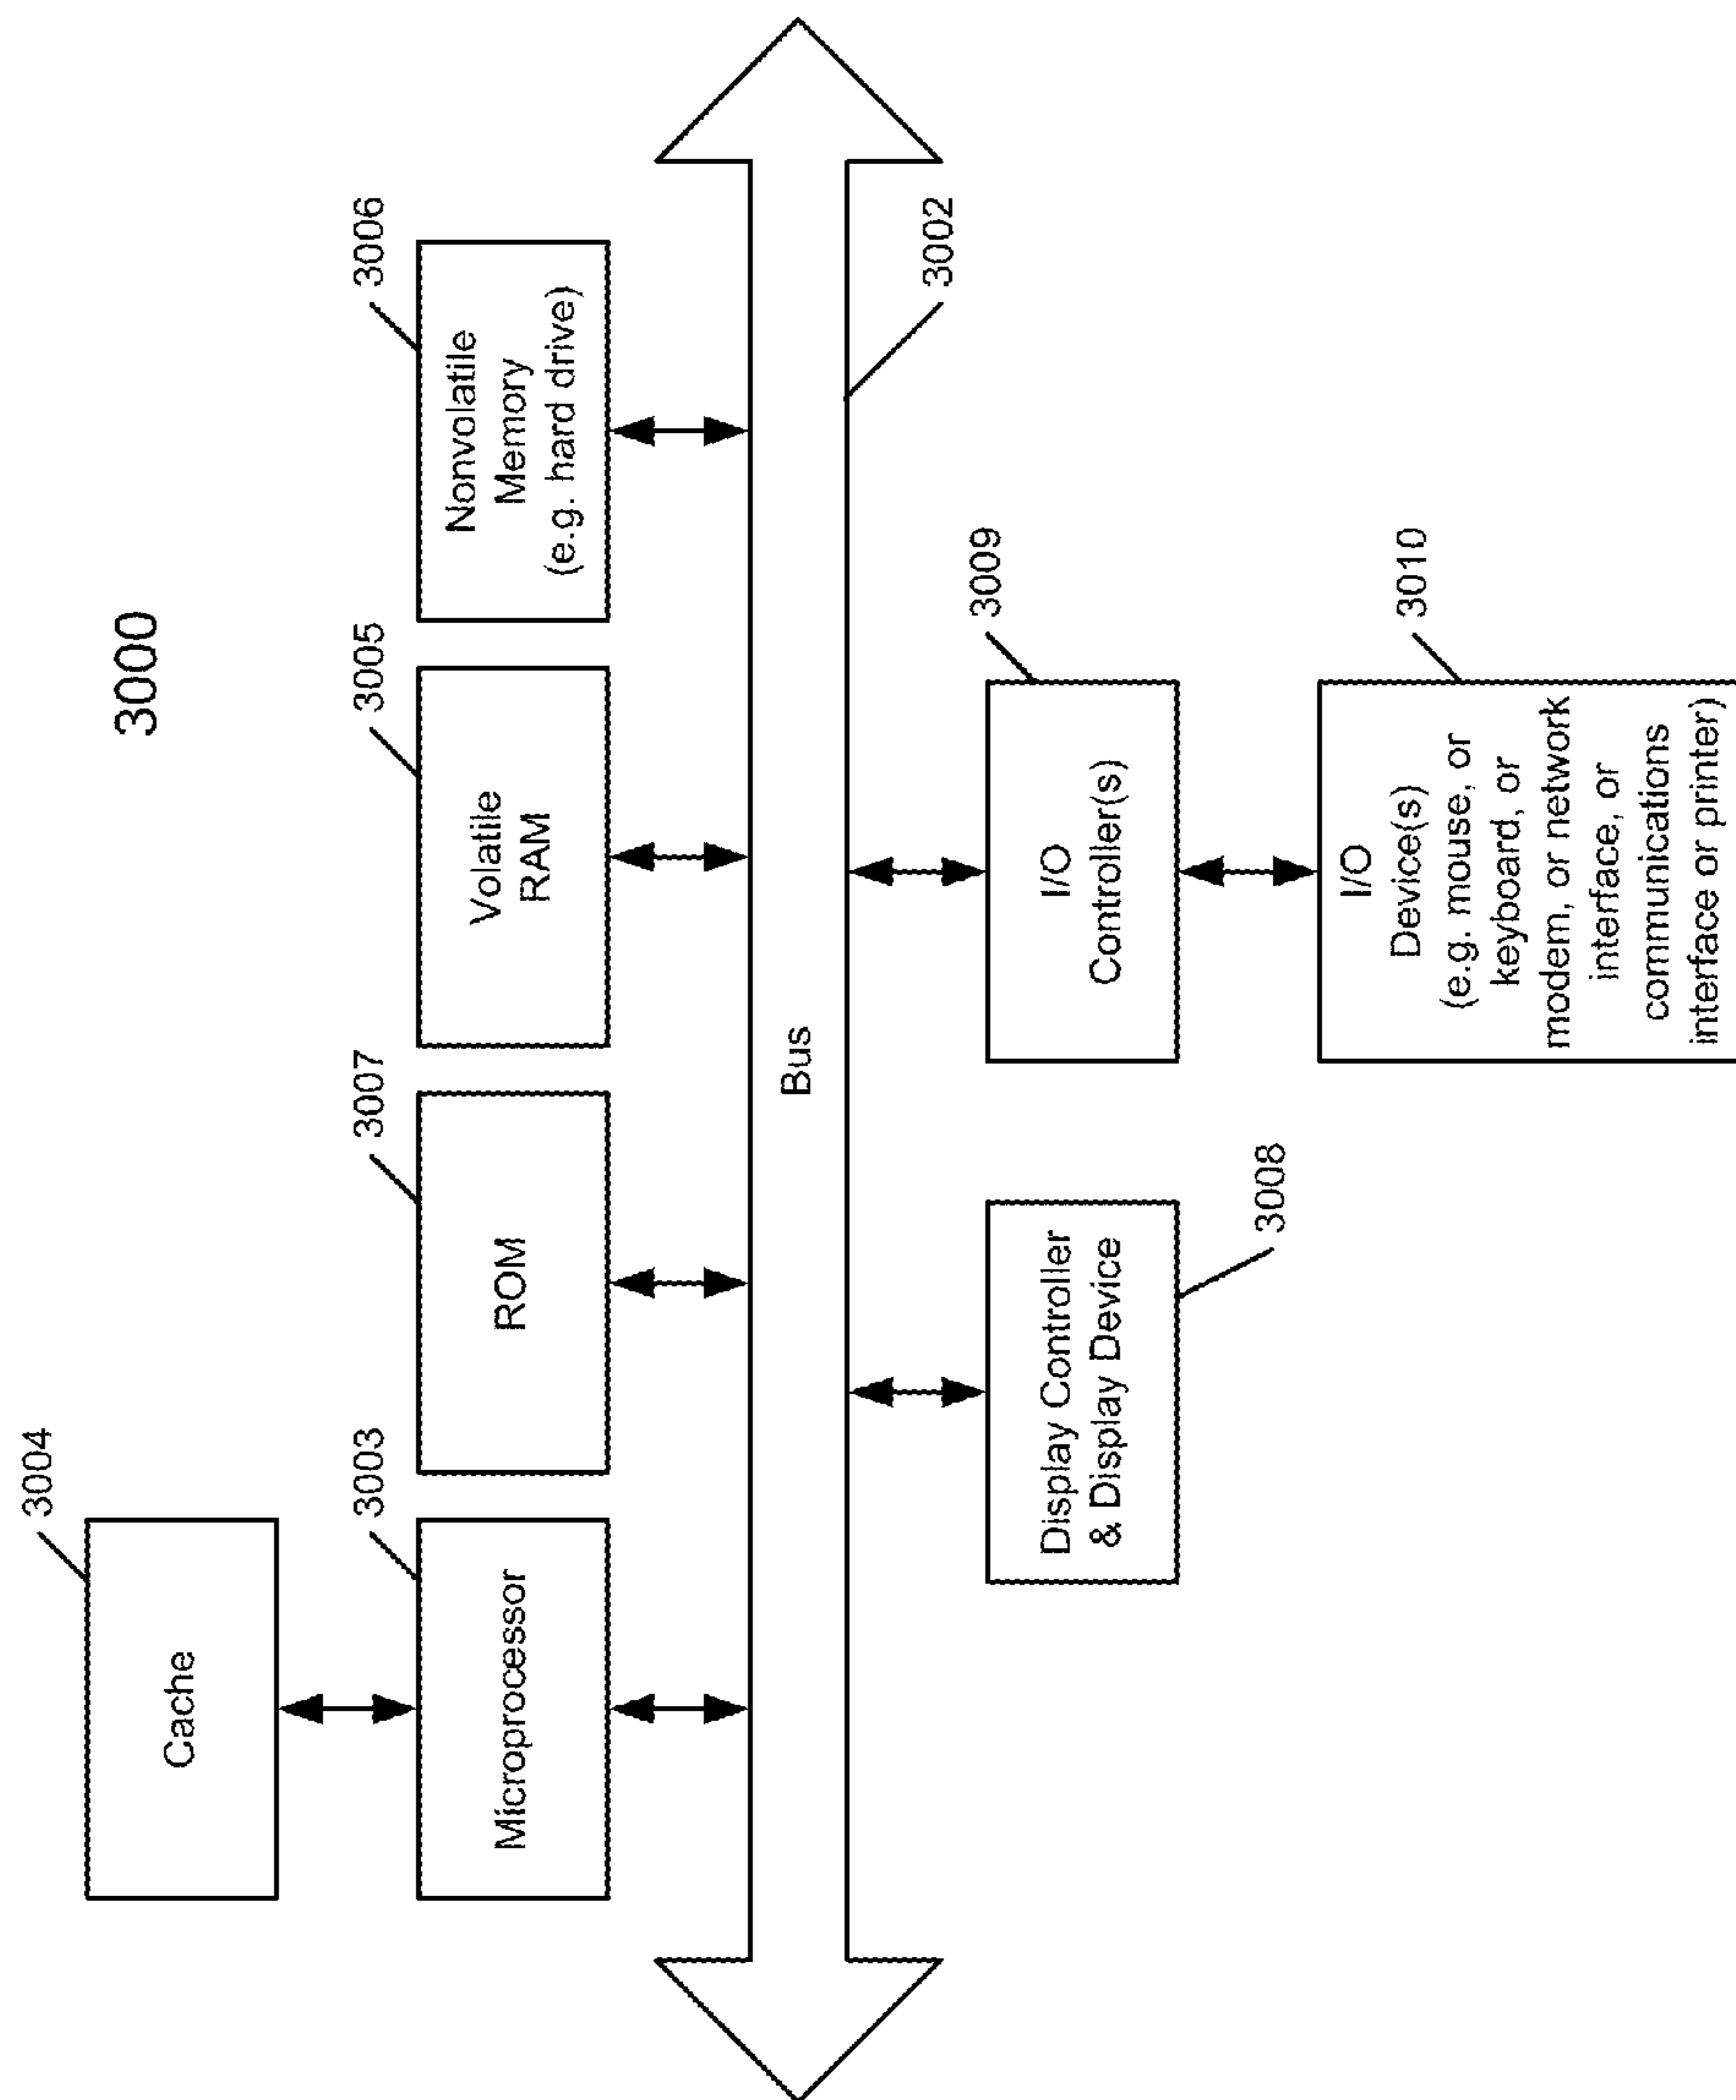 3000
3004
Cache
3003
Microprocessor
3007
ROM
3005
Volatile
RAM
3006
Nonvolatile
Memory
(e.g. hard drive)
Bus
3002
Display Controller
& Display Device
3008
I/O
Controller(s)
3009
I/O
Device(s)
(e.g. mouse, or
keyboard, or
modem, or network
interface, or
communications
interface or printer)
3010